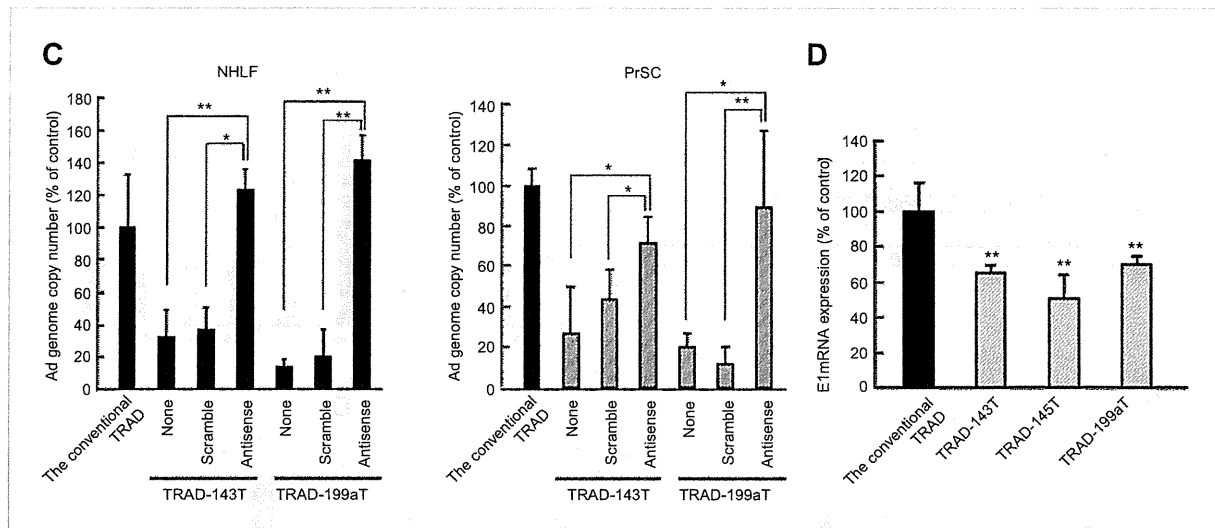 C
NHLF
Ad genome copy number (% of control)
180
160
140
120
100
80
60
40
20
0
**
*
**
**
The conventional TRAD
None
Scramble
Antisense
None
Scramble
Antisense
TRAD-143T
TRAD-199aT
PrSC
Ad genome copy number (% of control)
140
120
100
80
60
40
20
0
*
*
*
**
The conventional TRAD
None
Scramble
Antisense
None
Scramble
Antisense
TRAD-143T
TRAD-199aT
D
E1mRNA expression (% of control)
140
120
100
80
60
40
20
0
**
**
**
The conventional TRAD
TRAD-143T
TRAD-145T
TRAD-199aT